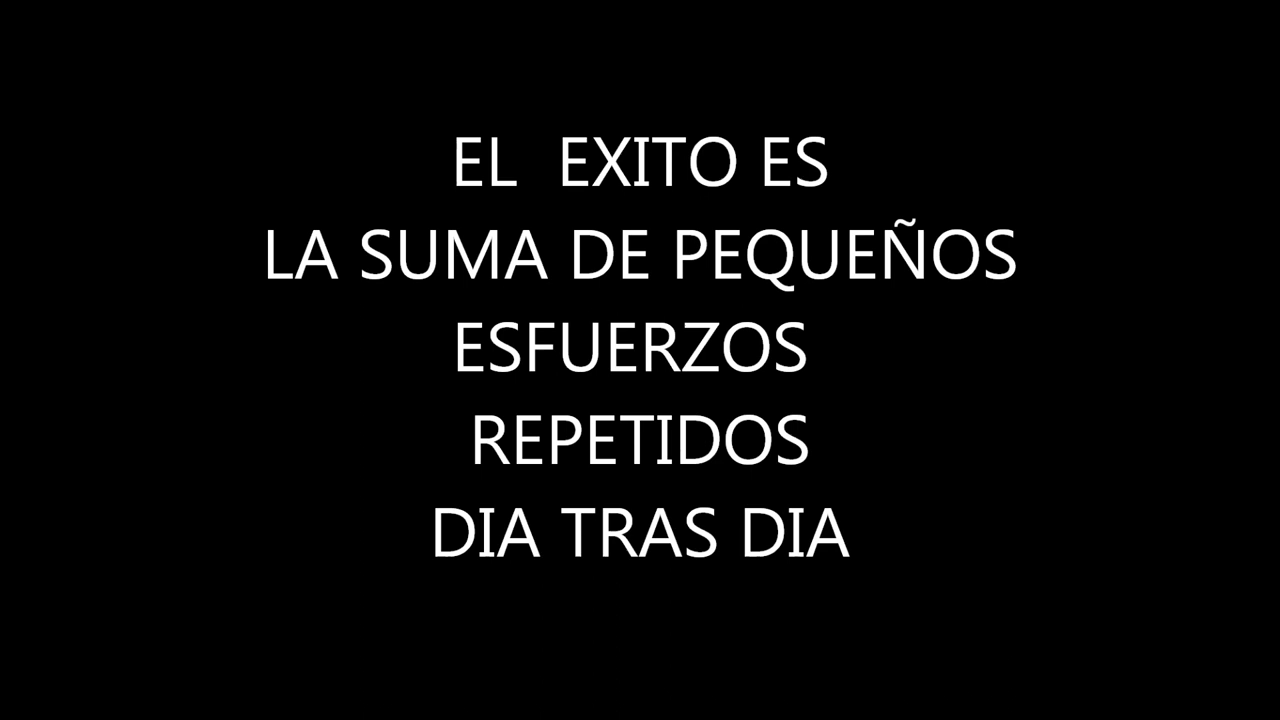 EL  EXITO ES
LA SUMA DE PEQUEÑOS
ESFUERZOS
REPETIDOS
DIA TRAS DIA